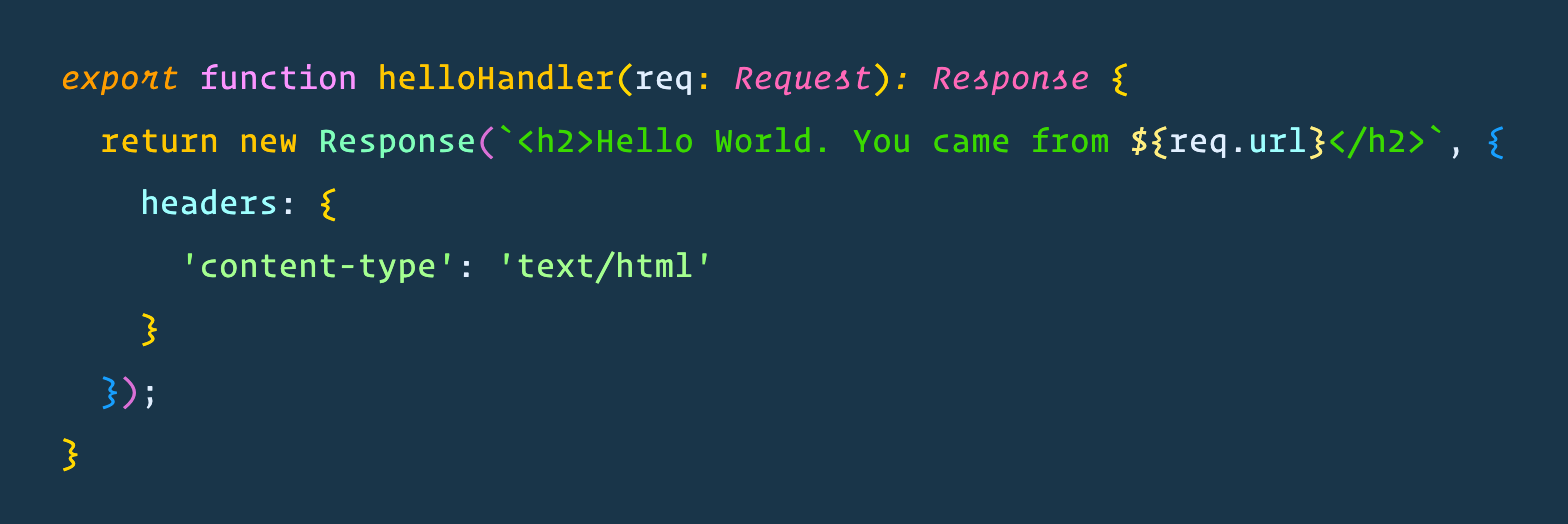 export function helloHandler(req: Request): Response {
  return new Response(`<h2>Hello World. You came from ${req.url}</h2>`, {
    headers: {
      'content-type': 'text/html'
    }
  });
}